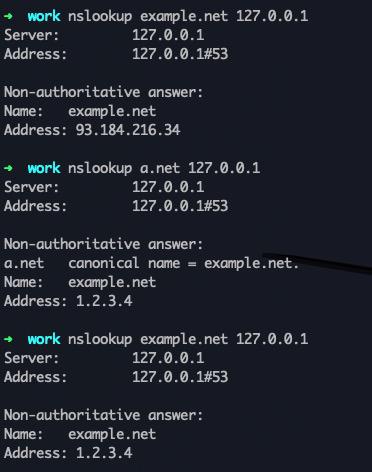 ➜ work nslookup example.net 127.0.0.1
Server: 127.0.0.1
Address: 127.0.0.1#53
Non-authoritative answer:
Name: example.net
Address: 93.184.216.34
➜ work nslookup a.net 127.0.0.1
Server: 127.0.0.1
Address: 127.0.0.1#53
Non-authoritative answer:
a.net canonical name = example.net.
Name: example.net
Address: 1.2.3.4
➜ work nslookup example.net 127.0.0.1
Server: 127.0.0.1
Address: 127.0.0.1#53
Non-authoritative answer:
Name: example.net
Address: 1.2.3.4